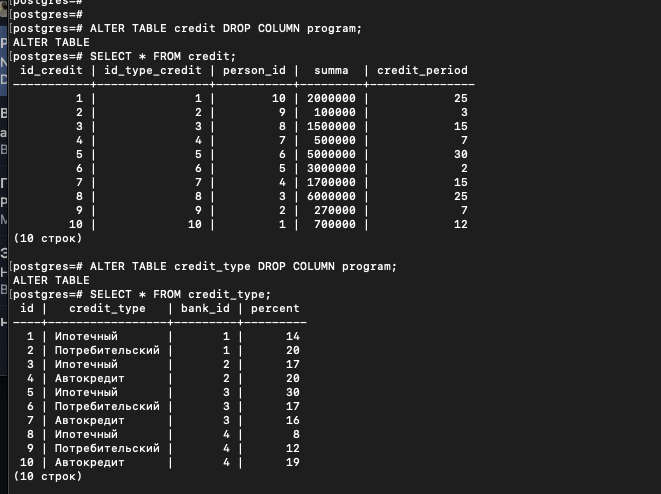 postgres=#
postgres=#
[postgres=# ALTER TABLE credit DROP COLUMN program;
ALTER TABLE
[postgres=# SELECT * FROM credit;
id_credit | id_type_credit | person_id | summa | credit_period
-----------+----------------+-----------+---------+---------------
1 | 1 | 10 | 2000000 | 25
2 | 2 | 9 | 100000 | 3
3 | 3 | 8 | 1500000 | 15
4 | 4 | 7 | 500000 | 7
5 | 5 | 6 | 5000000 | 30
6 | 6 | 5 | 3000000 | 2
7 | 7 | 4 | 1700000 | 15
8 | 8 | 3 | 6000000 | 25
9 | 9 | 2 | 270000 | 7
10 | 10 | 1 | 700000 | 12
(10 строк)
[postgres=# ALTER TABLE credit_type DROP COLUMN program;
ALTER TABLE
[postgres=# SELECT * FROM credit_type;
id | credit_type | bank_id | percent
----+-----------------+---------+---------
1 | Ипотечный | 1 | 14
2 | Потребительский | 1 | 20
3 | Ипотечный | 2 | 17
4 | Автокредит | 2 | 20
5 | Ипотечный | 3 | 30
6 | Потребительский | 3 | 17
7 | Автокредит | 3 | 16
8 | Ипотечный | 4 | 8
9 | Потребительский | 4 | 12
10 | Автокредит | 4 | 19
(10 строк)